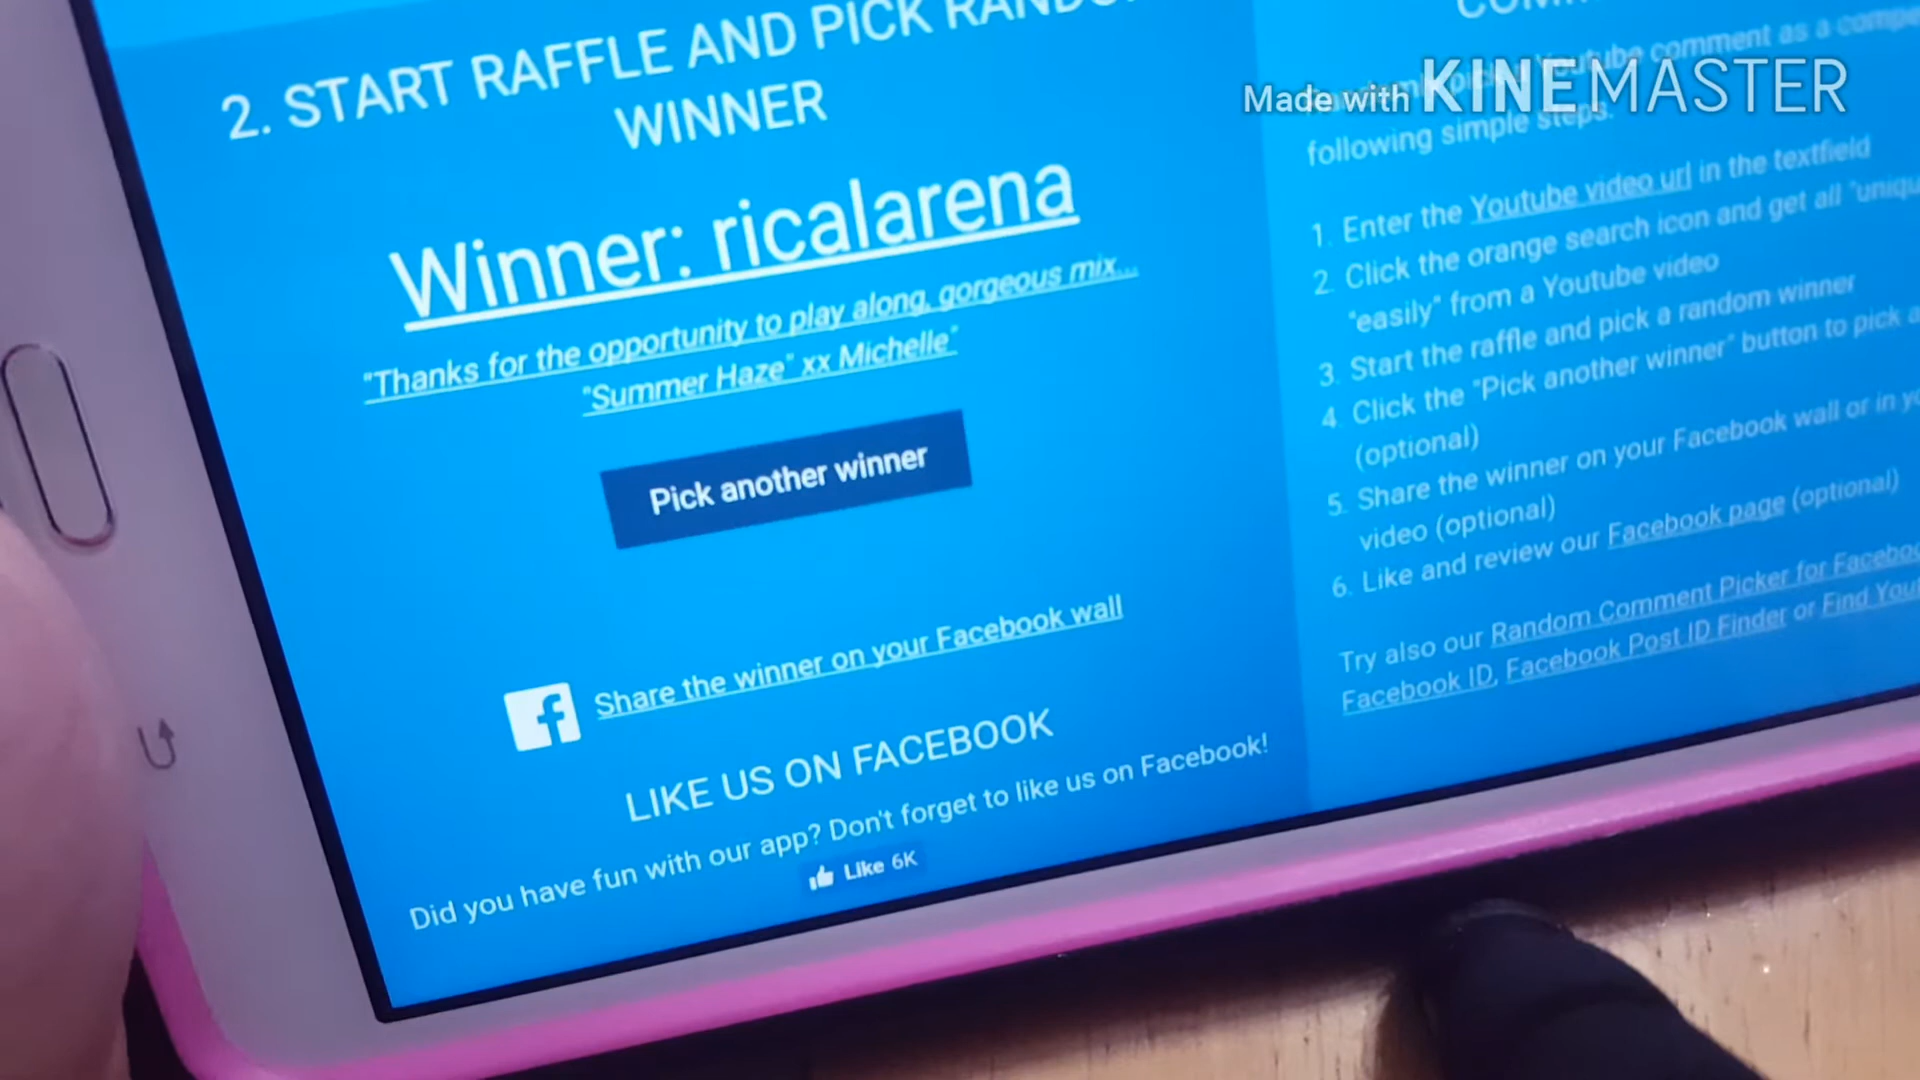 2. START RAFFLE AND PICK
WINNER
Winner: ricalarena
"Thanks for the opportunity to play along, gorgeous mix...
"Summer Haze" xx Michelle"
Pick another winner
Share the winner on your Facebook wall
LIKE US ON FACEBOOK
Did you have fun with our app? Don't forget to like us on Facebook!
Like 6K
Made with KINEMASTER
Youtube comment as a
following simple steps.
1. Enter the Youtube video url in the textfield
2. Click the orange search icon and get all
"easily" from a Youtube video
3. Start the raffle and pick a random winner
4. Click the "Pick another winner" button to pick
(optional)
5. Share the winner on your Facebook wall or in
video (optional)
6. Like and review our Facebook page (optional)
Try also our Random Comment Picker for
Facebook ID, Facebook Post ID Finder or Find